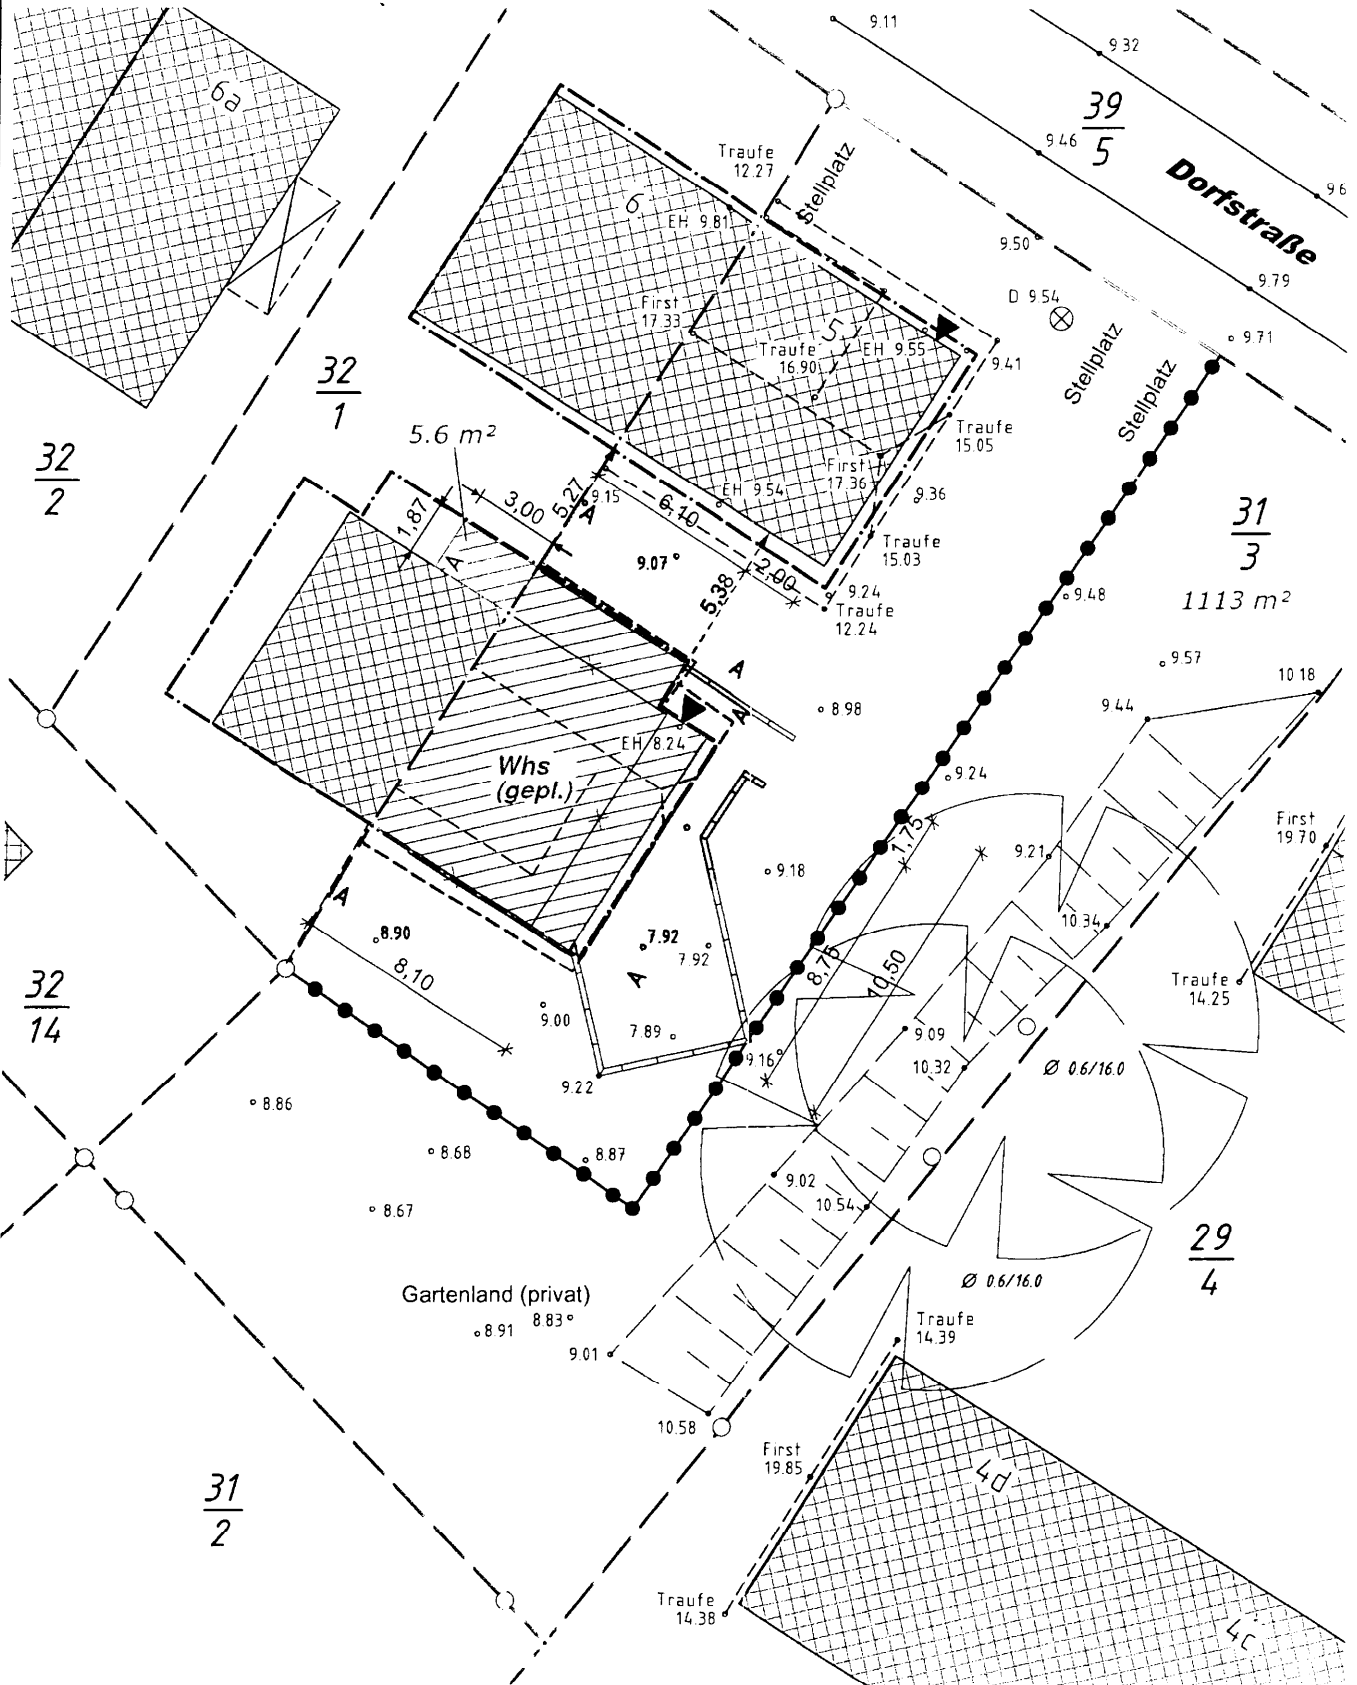 9.11
9 32
6a
39
5
Traufe
12.27
Stellplatz
9.46
Dorfstraße
9.6
6
EH 9.81
9.50
9.79
D 9.54
First
17.33
5
Traufe
16.90
EH 9.55
9.41
Stellplatz
Stellplatz
9.71
32
1
5.6 m²
Traufe
15.05
32
2
First
17.36
1,87
3,00
5,27
9.15
A
6,10
EH 9.54
9.36
31
3
A
9.07
5,38
2,00
Traufe
15.03
9.24
Traufe
12.24
9.48
1113 m²
A
9.57
10.18
A
8.98
9.44
EH 8.24
Whs
(gepl.)
9.24
1,75
First
19.70
9.21
9.18
A
8.90
7.92
7.92
10.34
8,10
A
8,75
10,50
Traufe
14.25
32
14
9.00
7.89
9.16
9.09
10.32
Ø 0.6/16.0
9.22
8.86
8.68
8.87
9.02
10.54
8.67
29
4
Ø 0.6/16.0
Gartenland (privat)
8.91
8.83
Traufe
14.39
9.01
10.58
First
19.85
4d
31
2
Traufe
14.38
4c